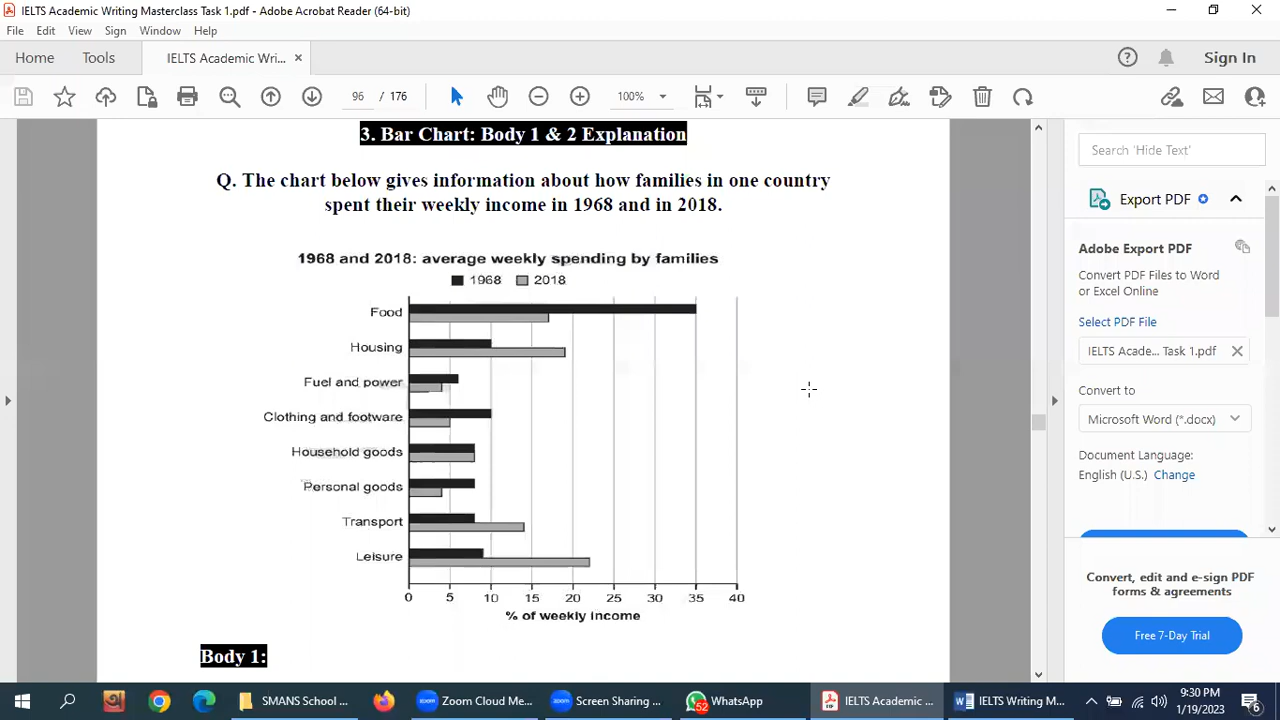 IELTS Academic Writing Masterclass Task 1.pdf - Adobe Acrobat Reader (64-bit)
File Edit View Sign Window Help
Home Tools IELTS Academic Wri... Sign In
96 / 176 100%
3. Bar Chart: Body 1 & 2 Explanation
Q. The chart below gives information about how families in one country
spent their weekly income in 1968 and in 2018.
1968 and 2018: average weekly spending by families
1968 2018
Food
Housing
Fuel and power
Clothing and footware
Household goods
Personal goods
Transport
Leisure
0 5 10 15 20 25 30 35 40
% of weekly income
Body 1:
Search 'Hide Text'
Export PDF
Adobe Export PDF
Convert PDF Files to Word
or Excel Online
Select PDF File
IELTS Acade... Task 1.pdf
Convert to
Microsoft Word (*.docx)
Document Language:
English (U.S.) Change
Convert, edit and e-sign PDF
forms & agreements
Free 7-Day Trial
SMANS School ... Zoom Cloud Me... Screen Sharing ... 52 WhatsApp IELTS Academic ... IELTS Writing M...
9:30 PM
1/19/2023
6